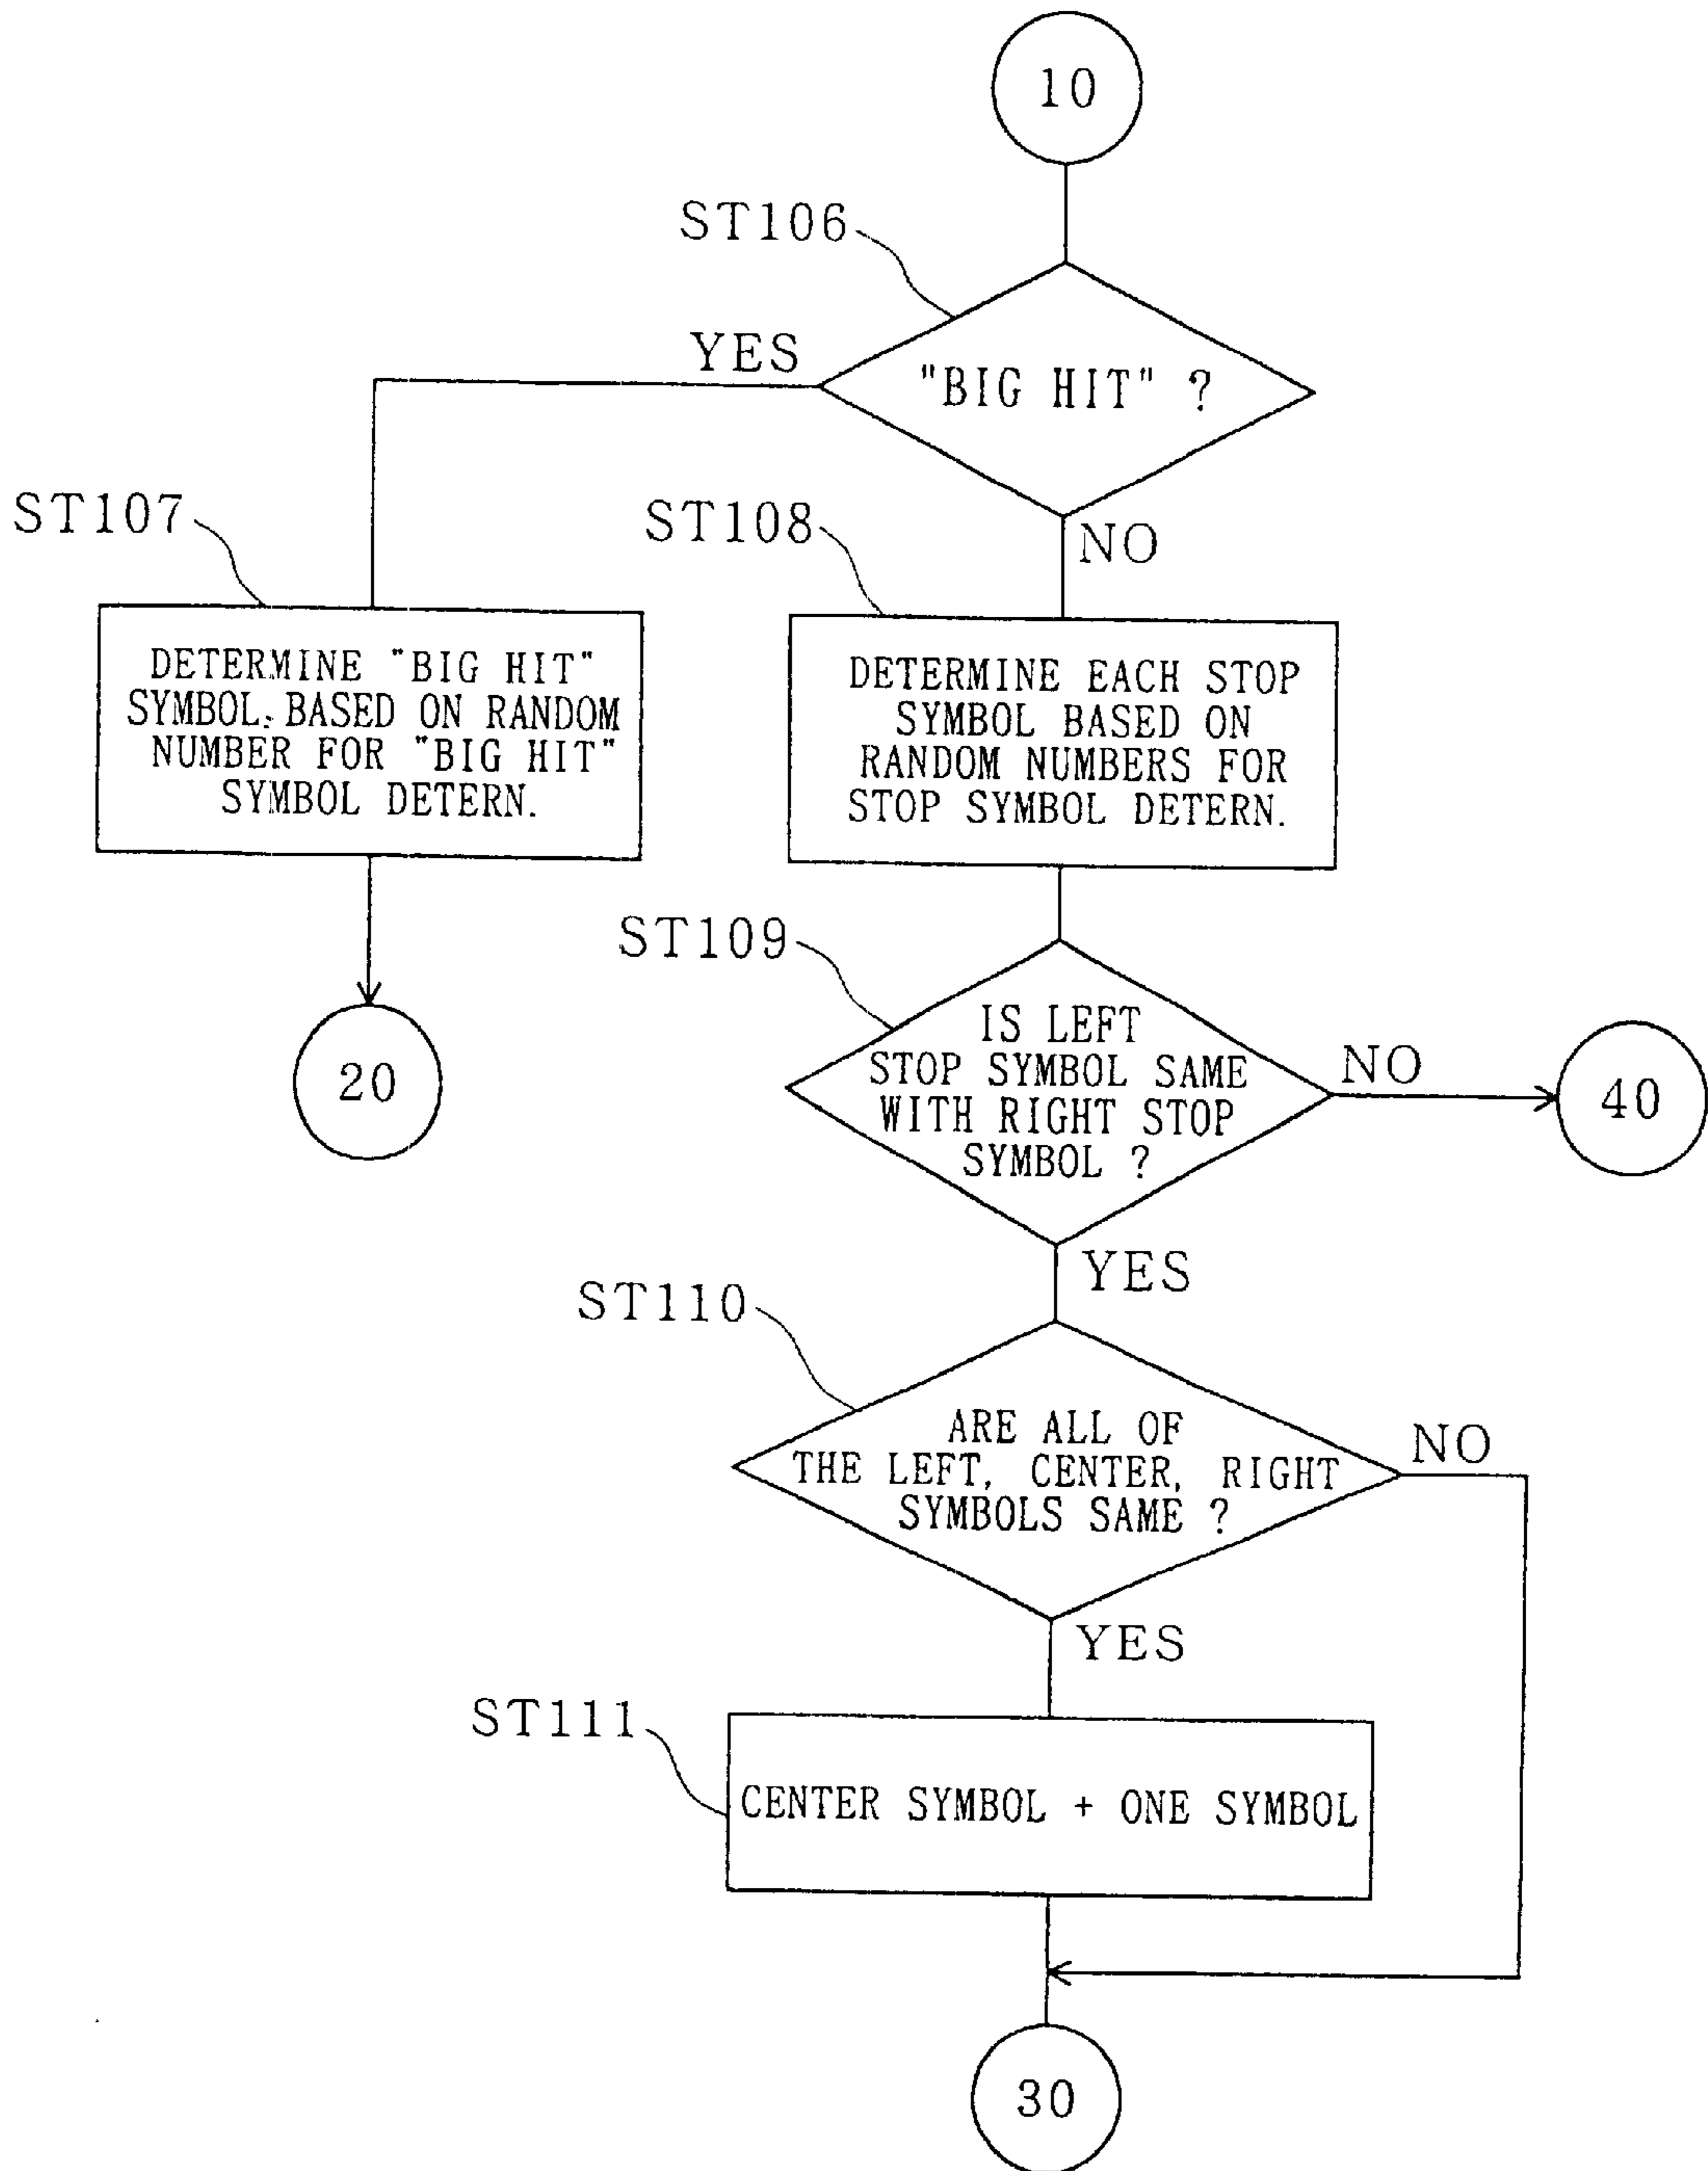 10
ST106
YES
"BIG HIT" ?
ST107
ST108
NO
DETERMINE "BIG HIT"
SYMBOL. BASED ON RANDOM
NUMBER FOR "BIG HIT"
SYMBOL DETERN.
DETERMINE EACH STOP
SYMBOL BASED ON
RANDOM NUMBERS FOR
STOP SYMBOL DETERN.
ST109
IS LEFT
STOP SYMBOL SAME
WITH RIGHT STOP
SYMBOL ?
NO
20
40
YES
ST110
ARE ALL OF
THE LEFT, CENTER, RIGHT
SYMBOLS SAME ?
NO
YES
ST111
CENTER SYMBOL + ONE SYMBOL
30